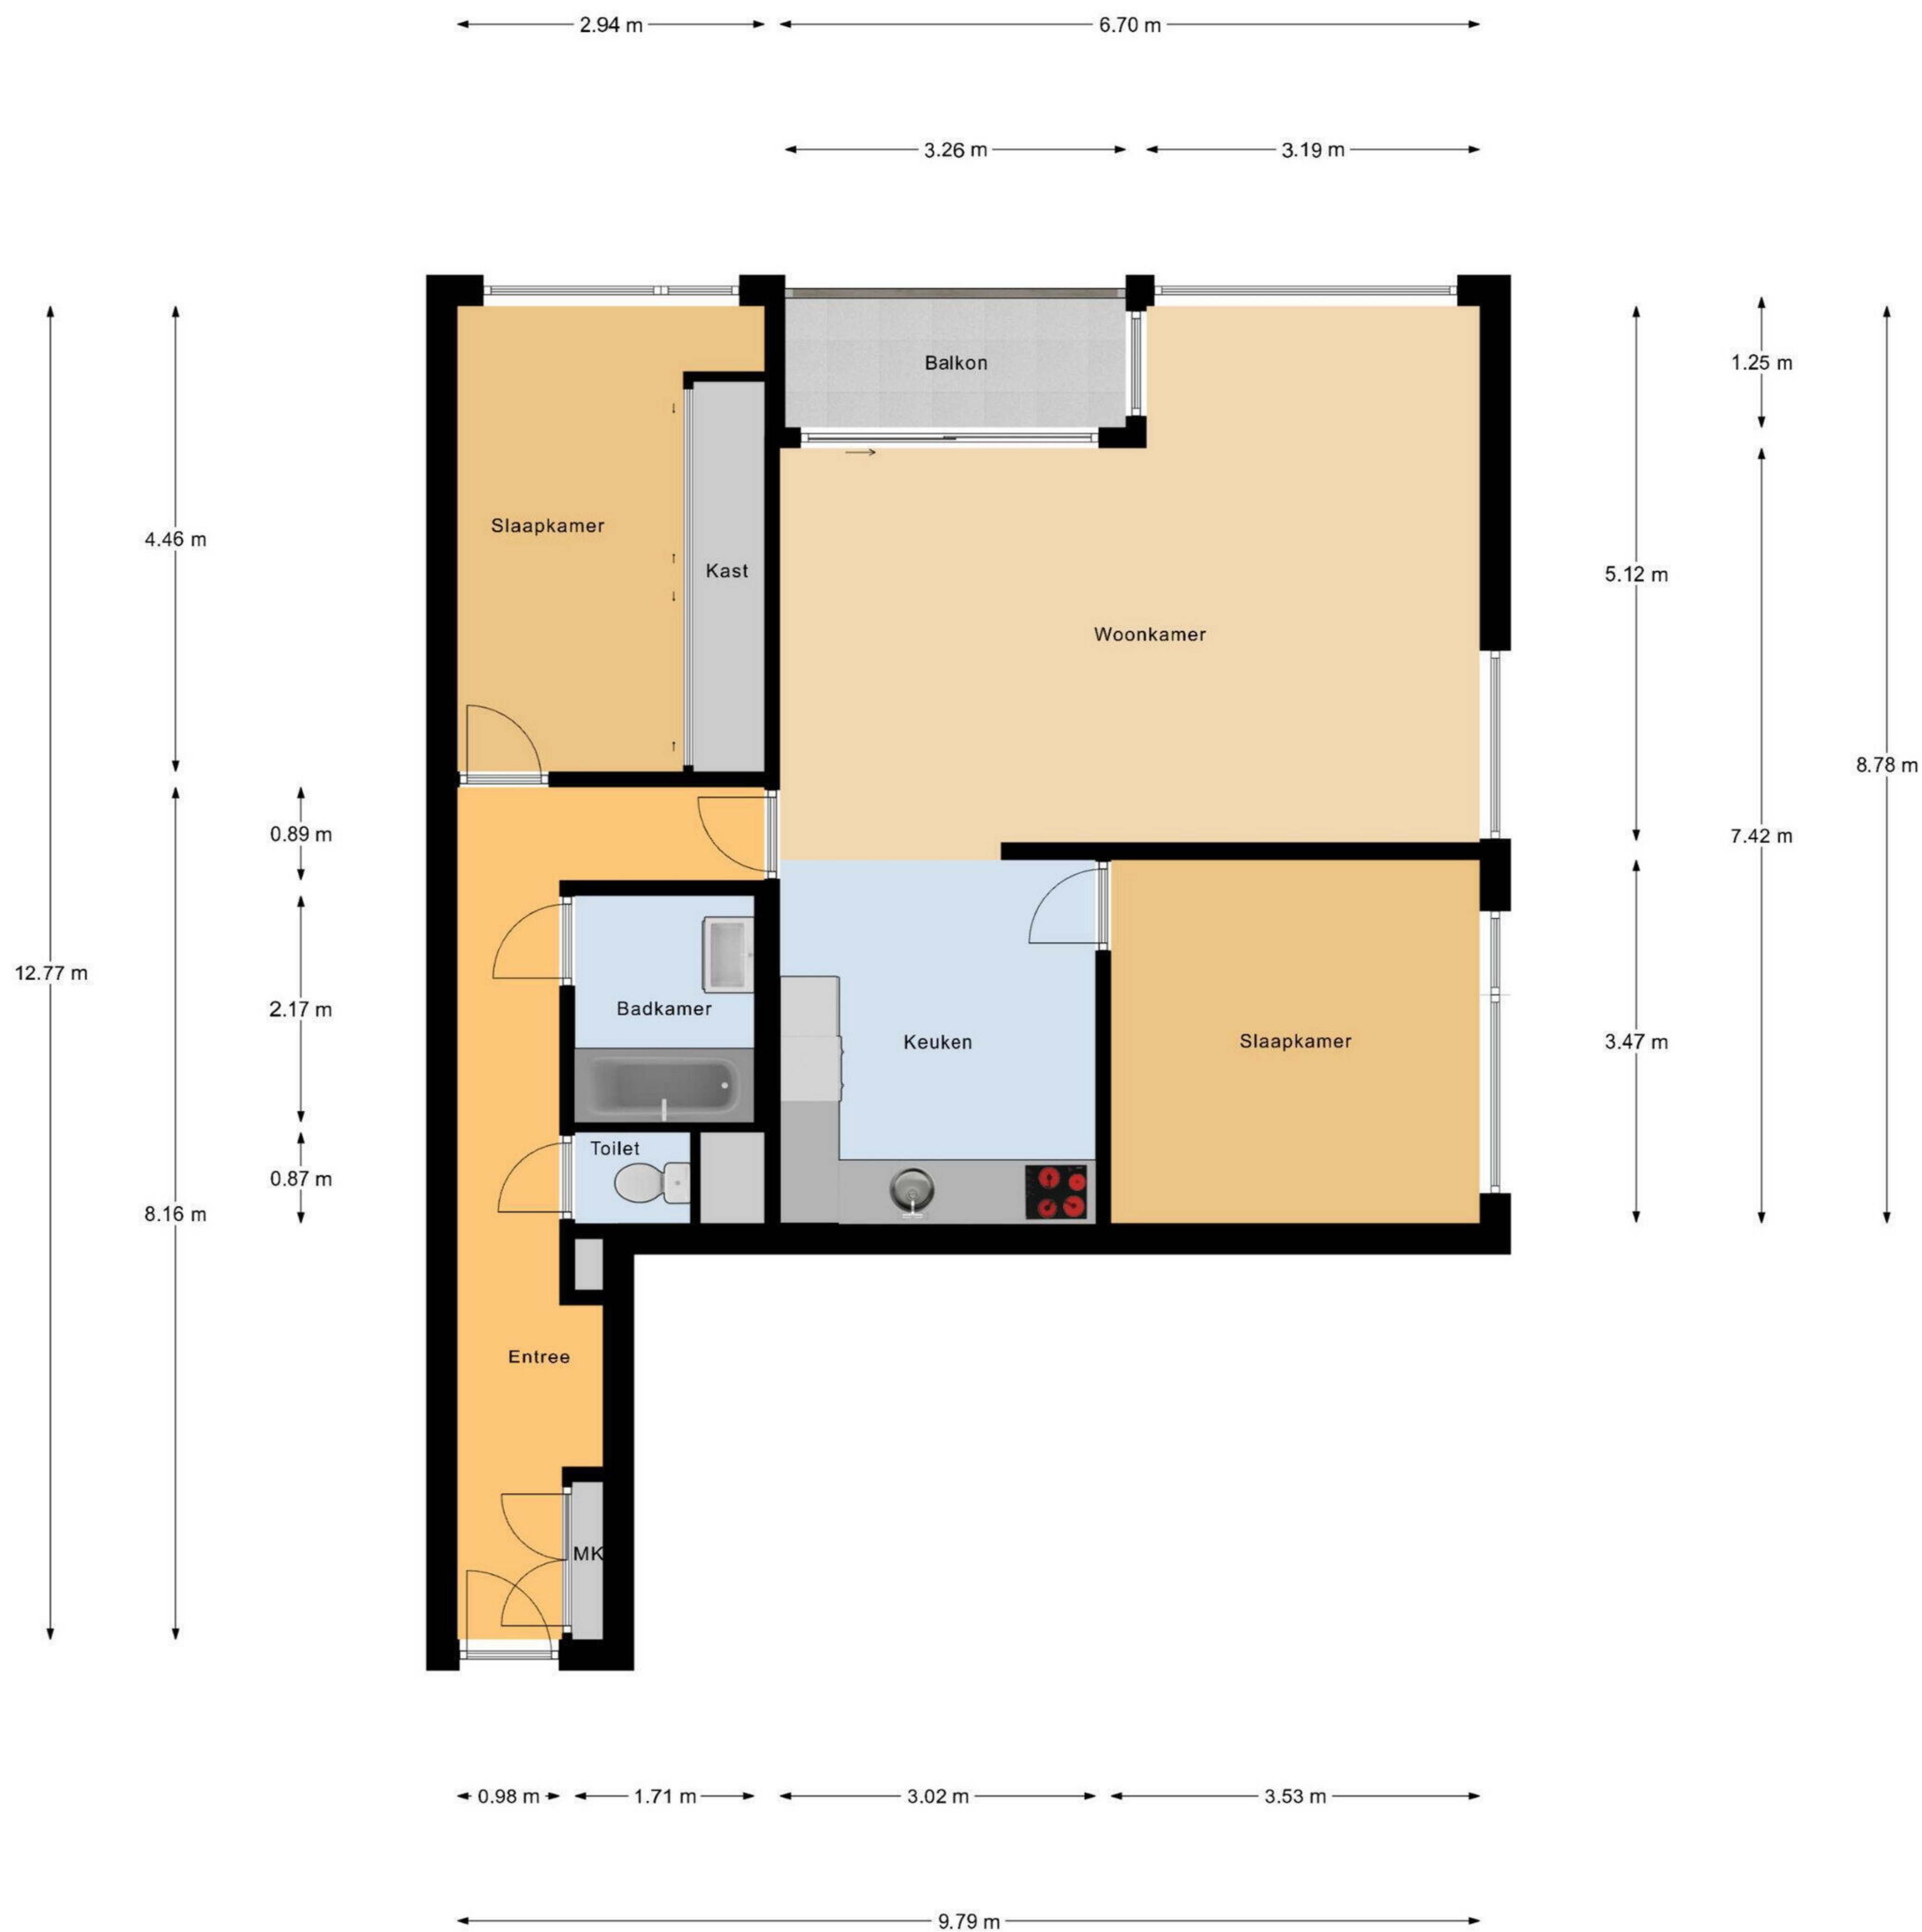 2.94 m
6.70 m
3.26 m
3.19 m
Balkon
1.25 m
Slaapkamer
4.46 m
Kast
5.12 m
Woonkamer
8.78 m
0.89 m
7.42 m
12.77 m
2.17 m
Badkamer
Keuken
Slaapkamer
3.47 m
Toilet
0.87 m
8.16 m
Entree
MK
0.98 m
1.71 m
3.02 m
3.53 m
9.79 m